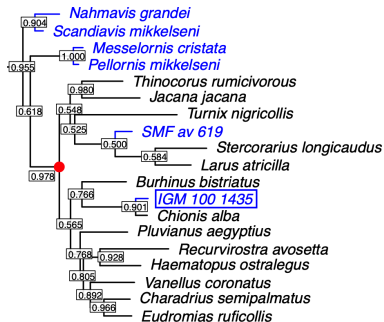 Nahmavis grandei
0.904
Scandiavis mikkelseni
Messelornis cristata
1.000
0.955
Pellornis mikkelseni
Thinocorus rumicivorous
0.980
Jacana jacana
0.618
0.548
Turnix nigricollis
0.525
SMF av 619
0.500
Stercorarius longicaudus
0.584
Larus atricilla
0.978
Burhinus bistriatus
0.766
IGM 100 1435
0.901
Chionis alba
0.565
Pluvianus aegyptius
Recurvirostra avosetta
0.768
0.928
Haematopus ostralegus
0.805
Vanellus coronatus
0.892
Charadrius semipalmatus
0.966
Eudromias ruficollis